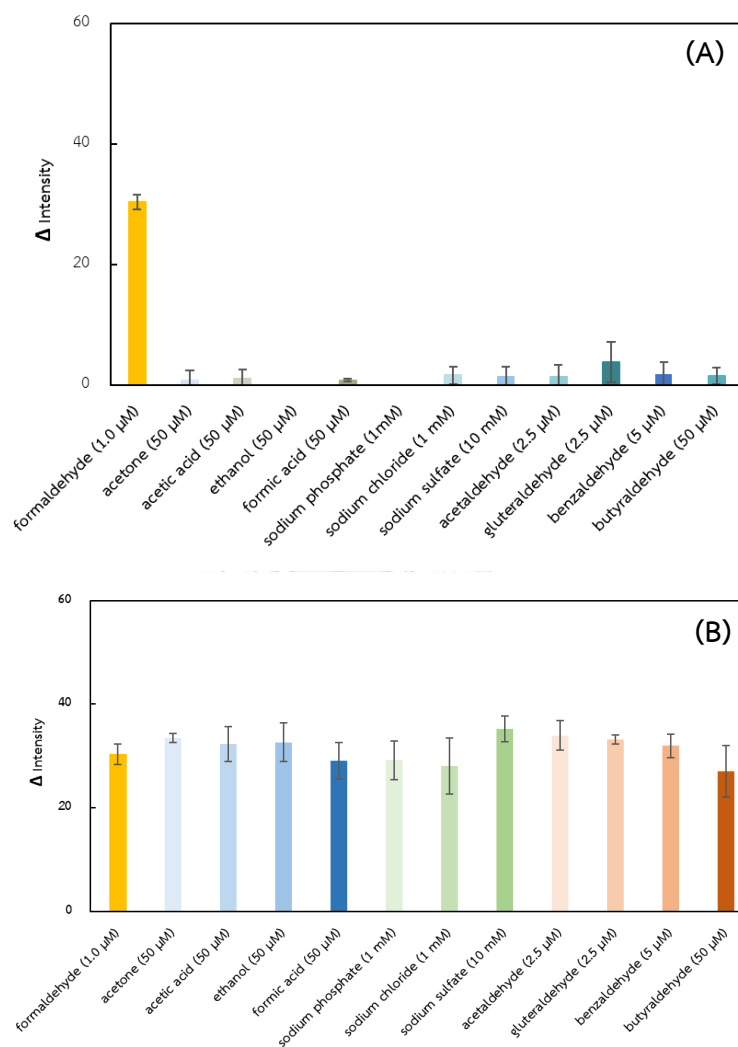 (A)
60
40
20
0
Δ Intensity
formaldehyde (1.0 μM)
acetone (50 μM)
acetic acid (50 μM)
ethanol (50 μM)
formic acid (50 μM)
sodium phosphate (1mM)
sodium chloride (1 mM)
sodium sulfate (10 mM)
acetaldehyde (2.5 μM)
gluteraldehyde (2.5 μM)
benzaldehyde (5 μM)
butyraldehyde (50 μM)
(B)
60
40
20
0
Δ Intensity
formaldehyde (1.0 μM)
acetone (50 μM)
acetic acid (50 μM)
ethanol (50 μM)
formic acid (50 μM)
sodium phosphate (1 mM)
sodium chloride (1 mM)
sodium sulfate (10 mM)
acetaldehyde (2.5 μM)
gluteraldehyde (2.5 μM)
benzaldehyde (5 μM)
butyraldehyde (50 μM)